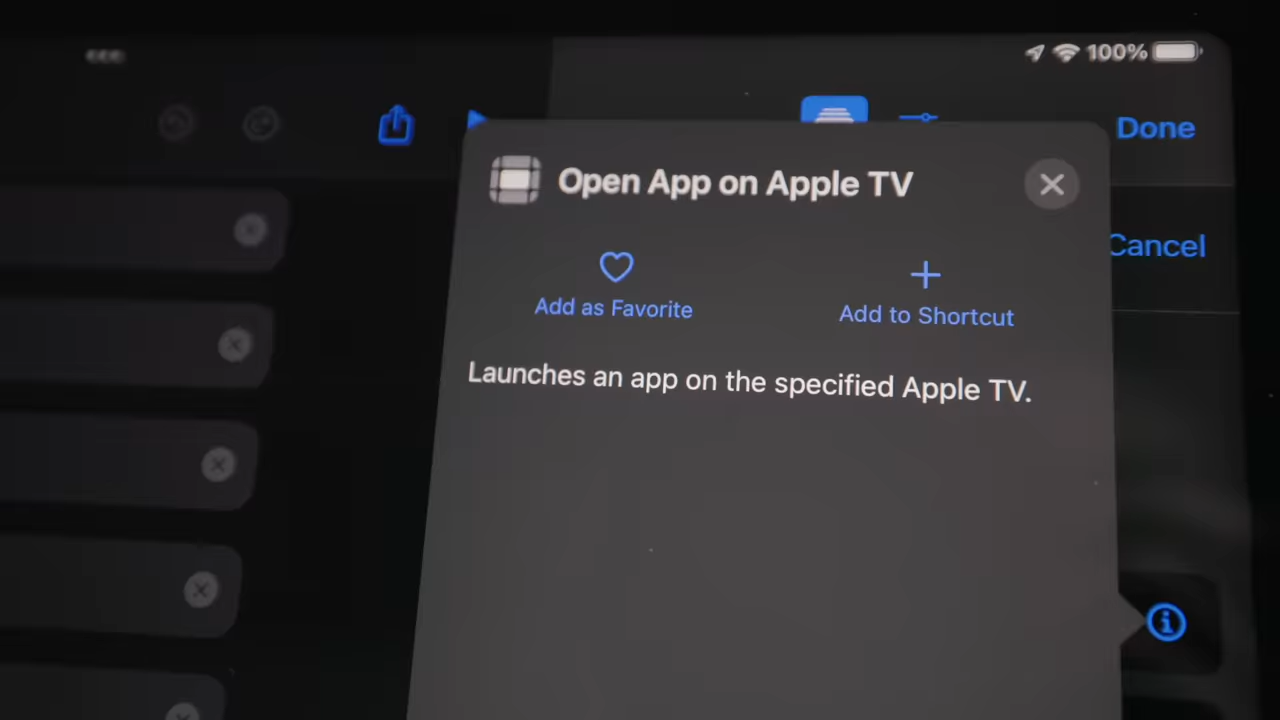 100%
Done
Open App on Apple TV
Cancel
Add as Favorite
Add to Shortcut
Launches an app on the specified Apple TV.